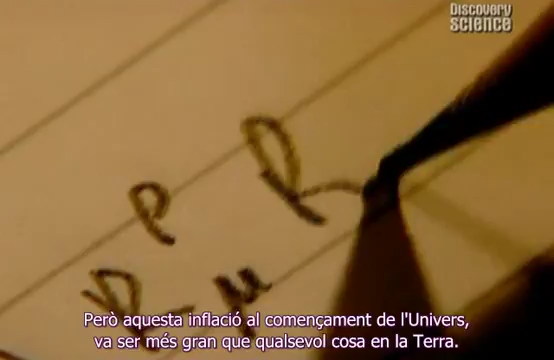 Discovery
SCIENCE
R
P
R
μ
Però aquesta inflació al començament de l'Univers,
va ser més gran que qualsevol cosa en la Terra.